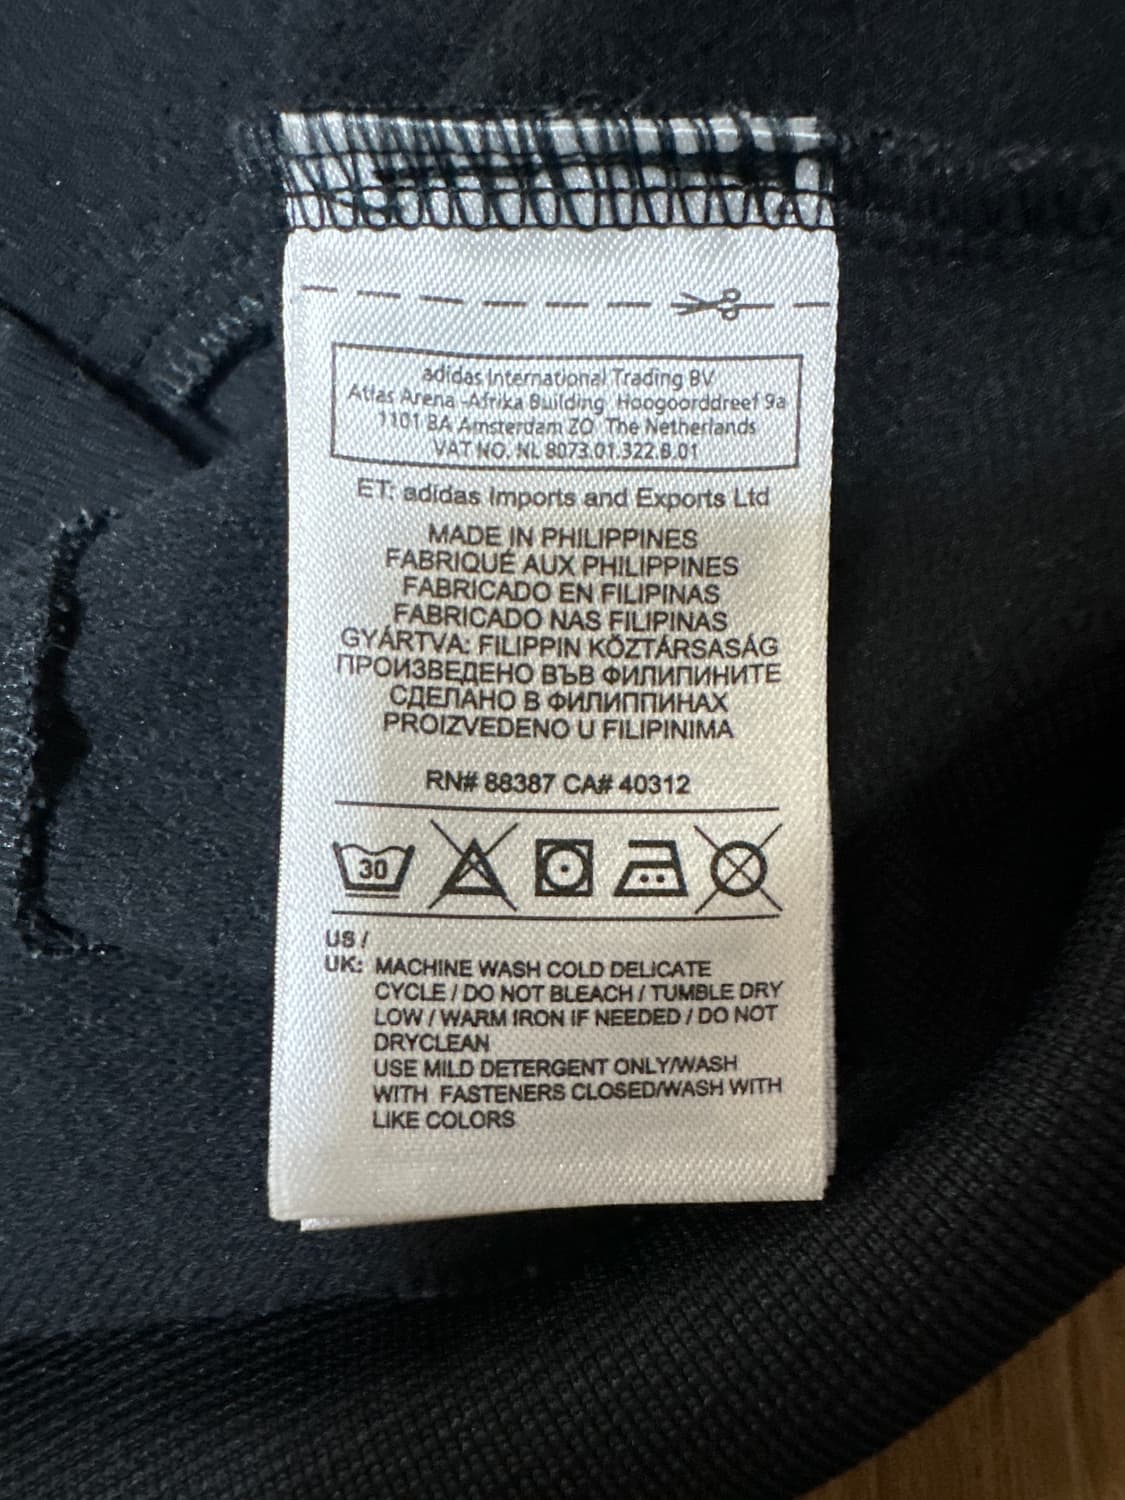 adidas International Trading BV
Atlas Arena -Afrika Building Hoogoorddreef 9a
1101 BA Amsterdam ZO The Netherlands
VAT NO. NL 8073.01.322.B.01
ET: adidas Imports and Exports Ltd
MADE IN PHILIPPINES
FABRIQUÉ AUX PHILIPPINES
FABRICADO EN FILIPINAS
FABRICADO NAS FILIPINAS
GYÁRTVA: FILIPPIN KÖZTÁRSASÁG
ПРОИЗВЕДЕНО ВЪВ ФИЛИПИНИТЕ
СДЕЛАНО В ФИЛИППИНАХ
PROIZVEDENO U FILIPINIMA
RN# 88387 CA# 40312
30
US /
UK: MACHINE WASH COLD DELICATE
CYCLE / DO NOT BLEACH / TUMBLE DRY
LOW / WARM IRON IF NEEDED / DO NOT
DRYCLEAN
USE MILD DETERGENT ONLY/WASH
WITH FASTENERS CLOSED/WASH WITH
LIKE COLORS